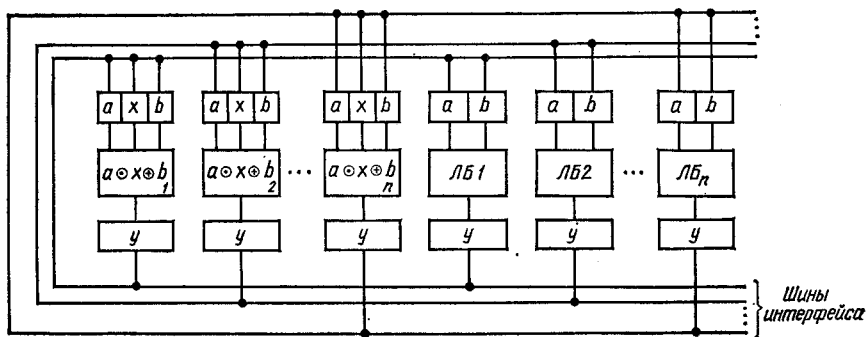 a x b a x b a x b a b a b a b
a⊙x⊕b 1 a⊙x⊕b 2 ... a⊙x⊕b n ЛБ1 ЛБ2 ... ЛБn
y y y y y y
Шины
интерфейса